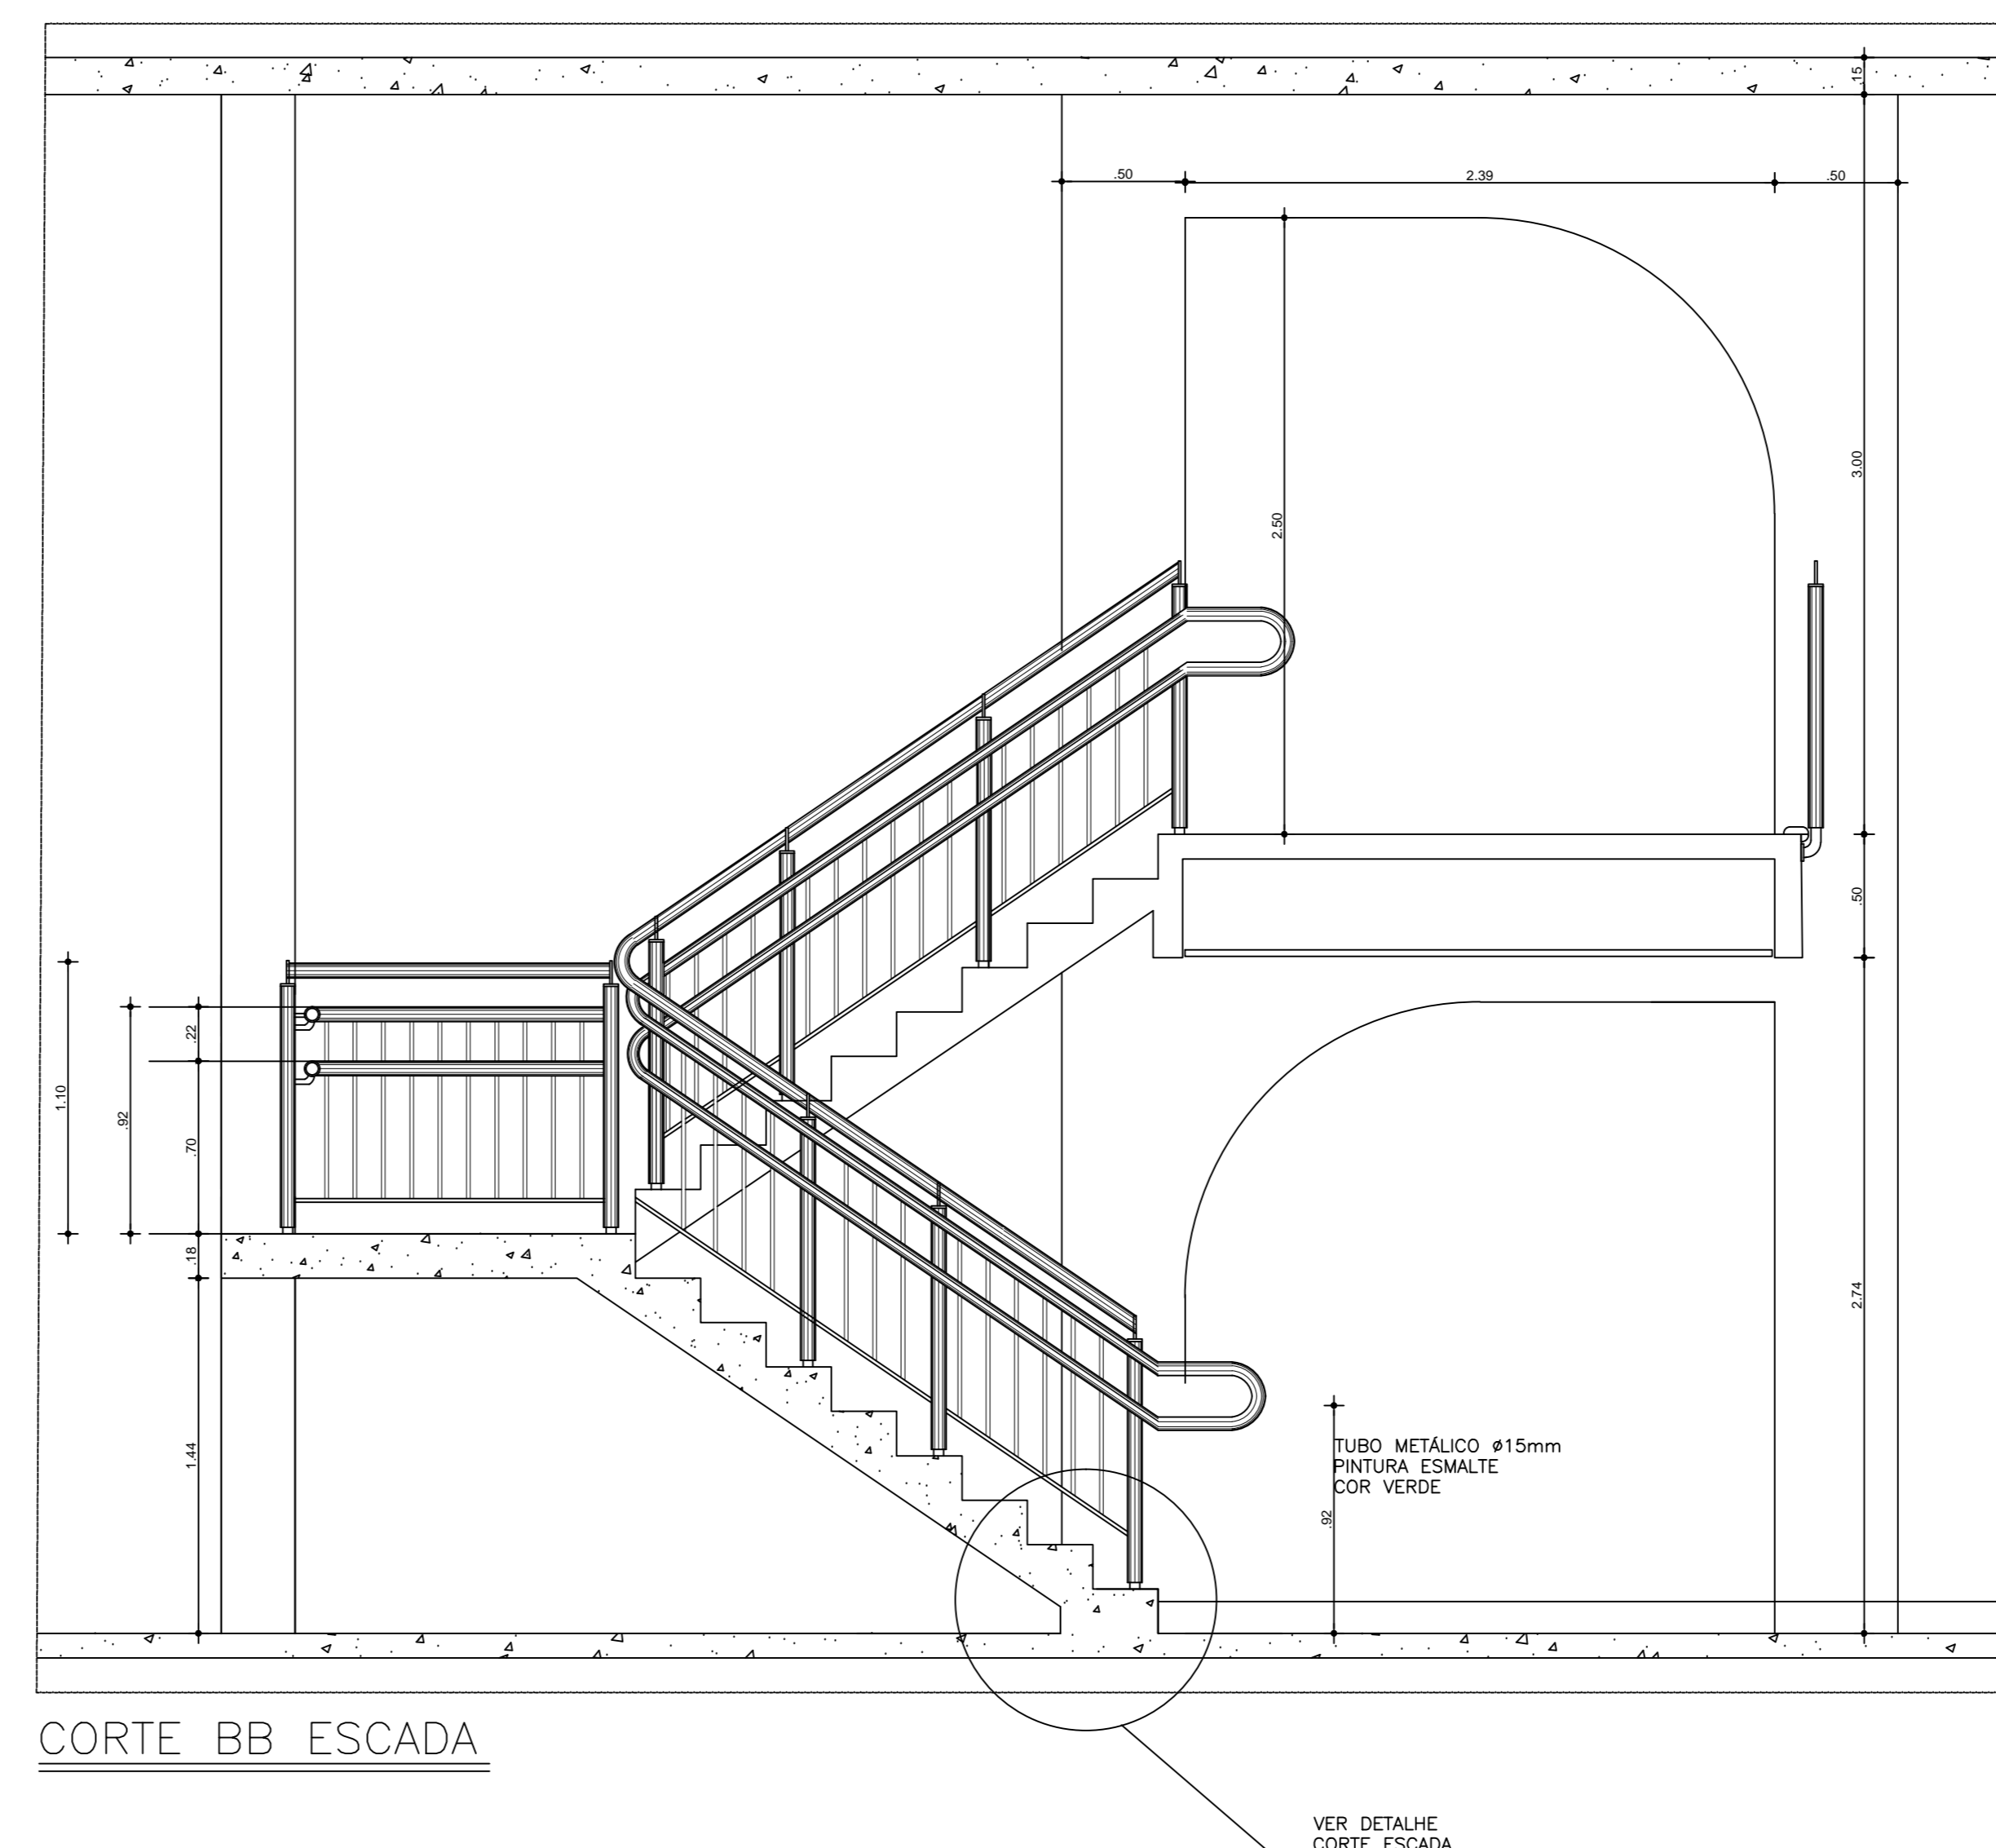 .15
.50
2.39
.50
3.00
2.50
.50
.22
1.10
.92
.70
.18
2.74
1.44
TUBO METÁLICO ø15mm
PINTURA ESMALTE
COR VERDE
.92
CORTE BB ESCADA
VER DETALHE
CORTE ESCADA